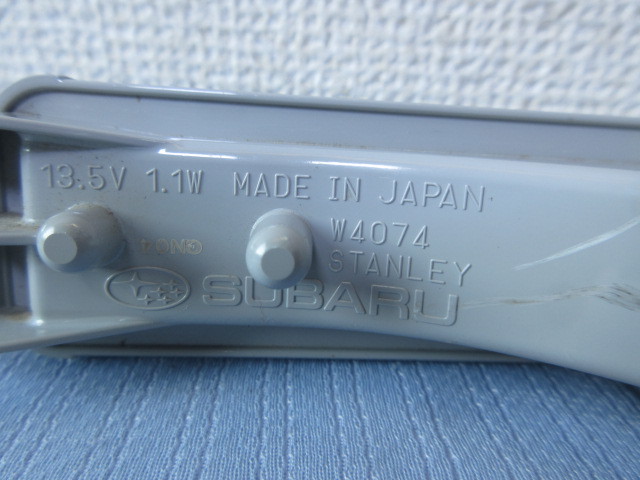 13.5V 1.1W MADE IN JAPAN
W4074
STANLEY
SUBARU